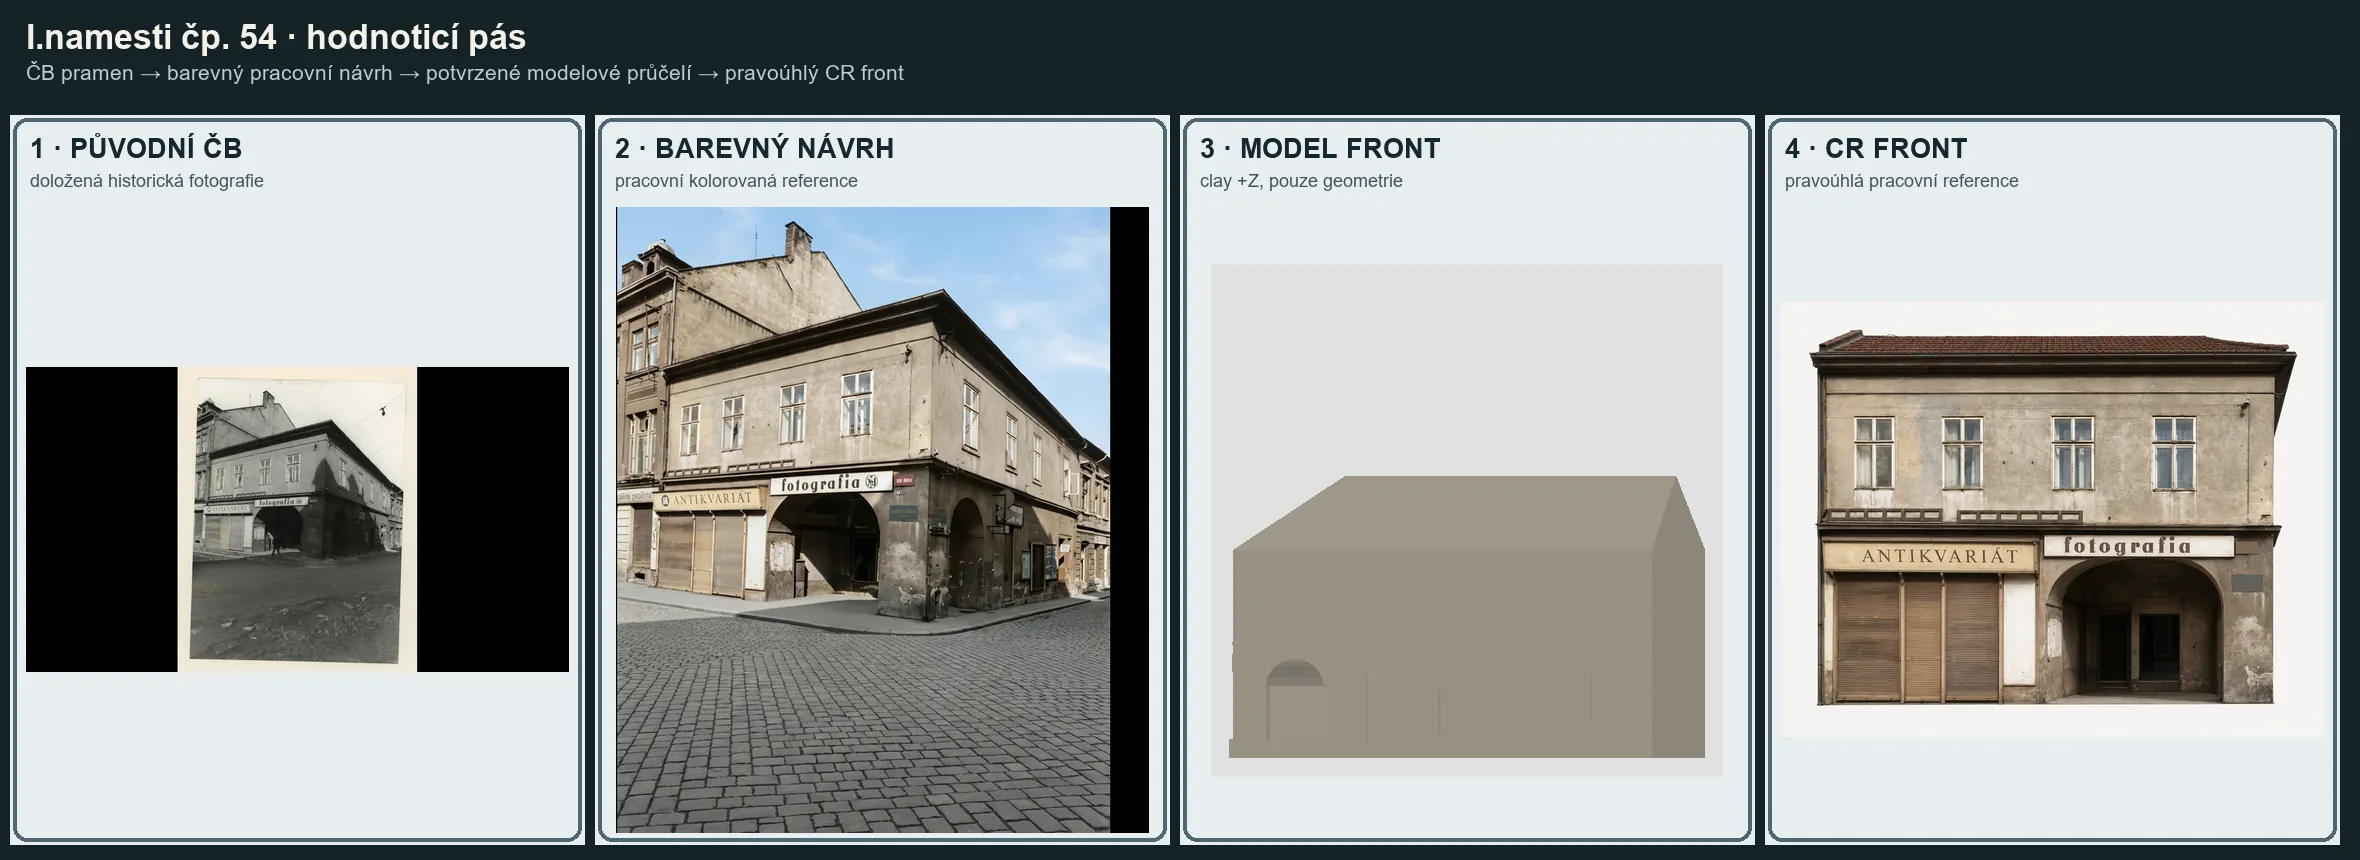 I.namesti čp. 54 · hodnoticí pás
ČB pramen → barevný pracovní návrh → potvrzené modelové průčelí → pravoúhlý CR front
1 · PŮVODNÍ ČB
doložená historická fotografie
fotografia
2 · BAREVNÝ NÁVRH
pracovní kolorovaná reference
fotografia
ANTIKVARIÁT
3 · MODEL FRONT
clay +Z, pouze geometrie
4 · CR FRONT
pravoúhlá pracovní reference
fotografia
ANTIKVARIÁT